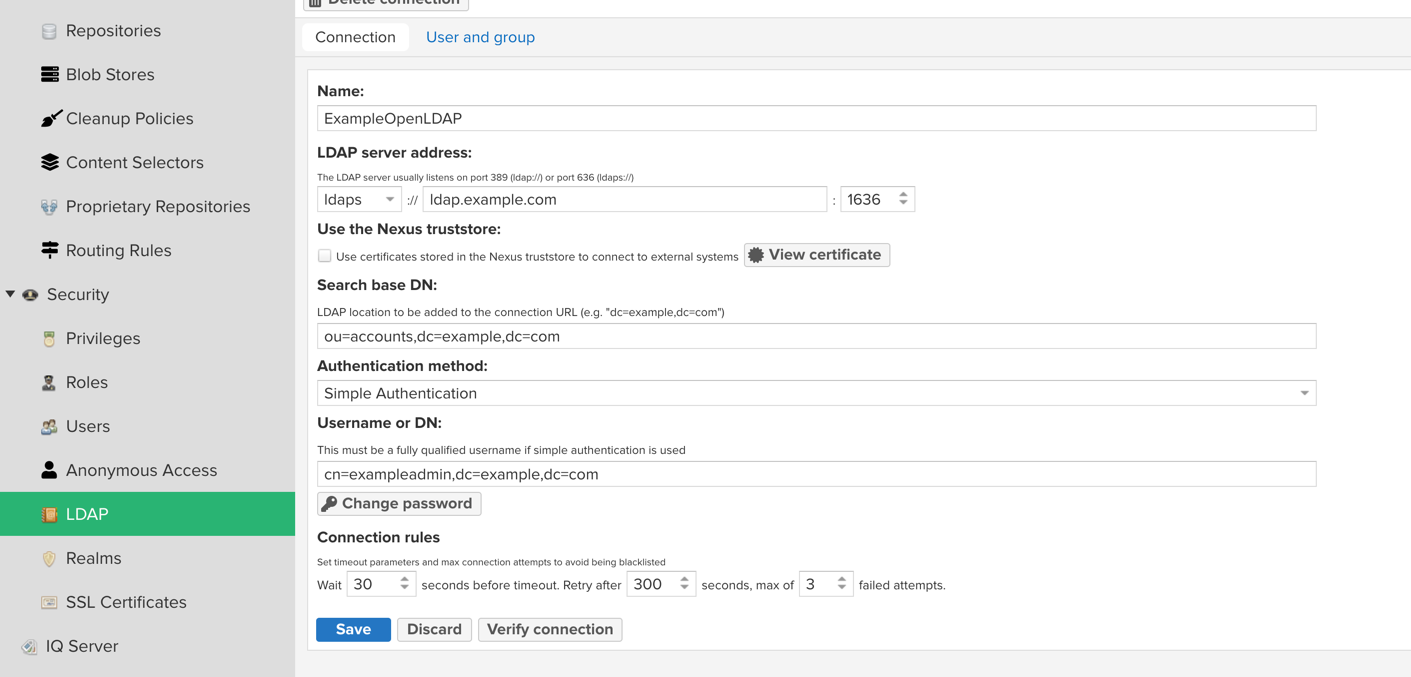 Delete connection
Repositories
Blob Stores
Cleanup Policies
Content Selectors
Proprietary Repositories
Routing Rules
Security
Privileges
Roles
Users
Anonymous Access
LDAP
Realms
SSL Certificates
IQ Server
Connection User and group
Name:
ExampleOpenLDAP
LDAP server address:
The LDAP server usually listens on port 389 (ldap://) or port 636 (ldaps://)
ldaps :// ldap.example.com : 1636
Use the Nexus truststore:
Use certificates stored in the Nexus truststore to connect to external systems View certificate
Search base DN:
LDAP location to be added to the connection URL (e.g. "dc=example,dc=com")
ou=accounts,dc=example,dc=com
Authentication method:
Simple Authentication
Username or DN:
This must be a fully qualified username if simple authentication is used
cn=exampleadmin,dc=example,dc=com
Change password
Connection rules
Set timeout parameters and max connection attempts to avoid being blacklisted
Wait 30 seconds before timeout. Retry after 300 seconds, max of 3 failed attempts.
Save Discard Verify connection